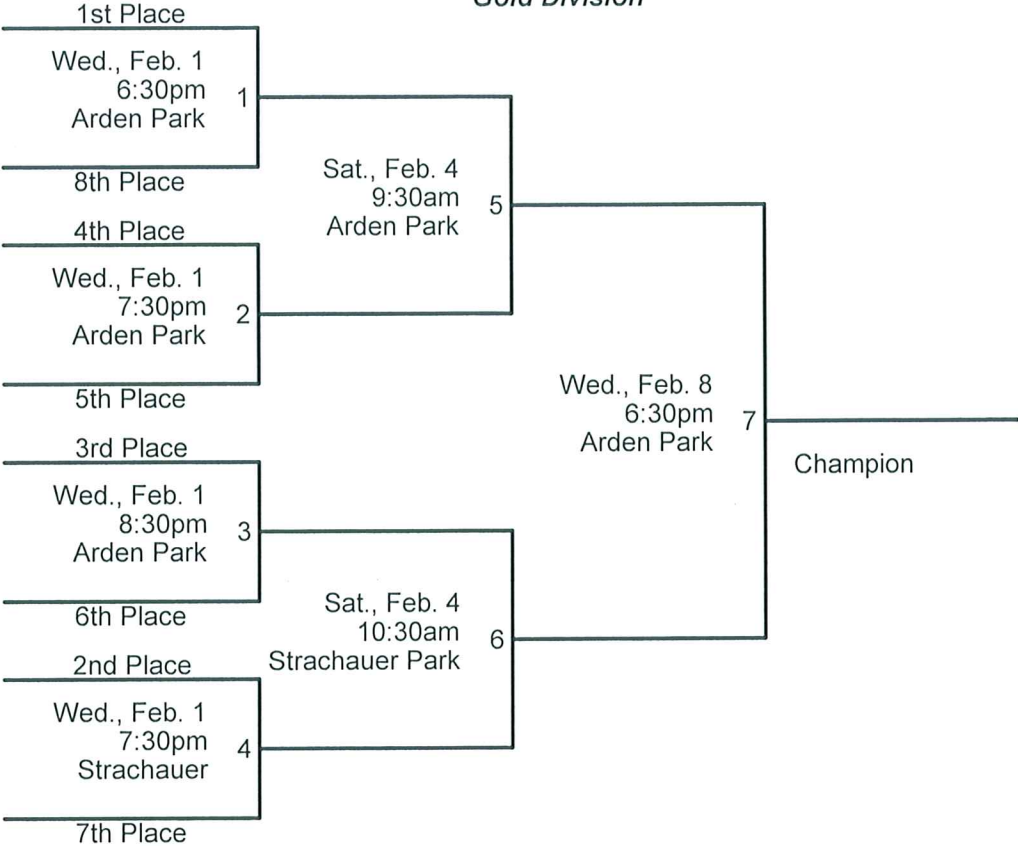 Gold Division
1st Place
Wed., Feb. 1
6:30pm
1
Arden Park
8th Place
Sat., Feb. 4
9:30am
5
Arden Park
4th Place
Wed., Feb. 1
7:30pm
2
Arden Park
5th Place
Wed., Feb. 8
6:30pm
7
Arden Park
Champion
3rd Place
Wed., Feb. 1
8:30pm
3
Arden Park
6th Place
Sat., Feb. 4
10:30am
6
Strachauer Park
2nd Place
Wed., Feb. 1
7:30pm
4
Strachauer
7th Place